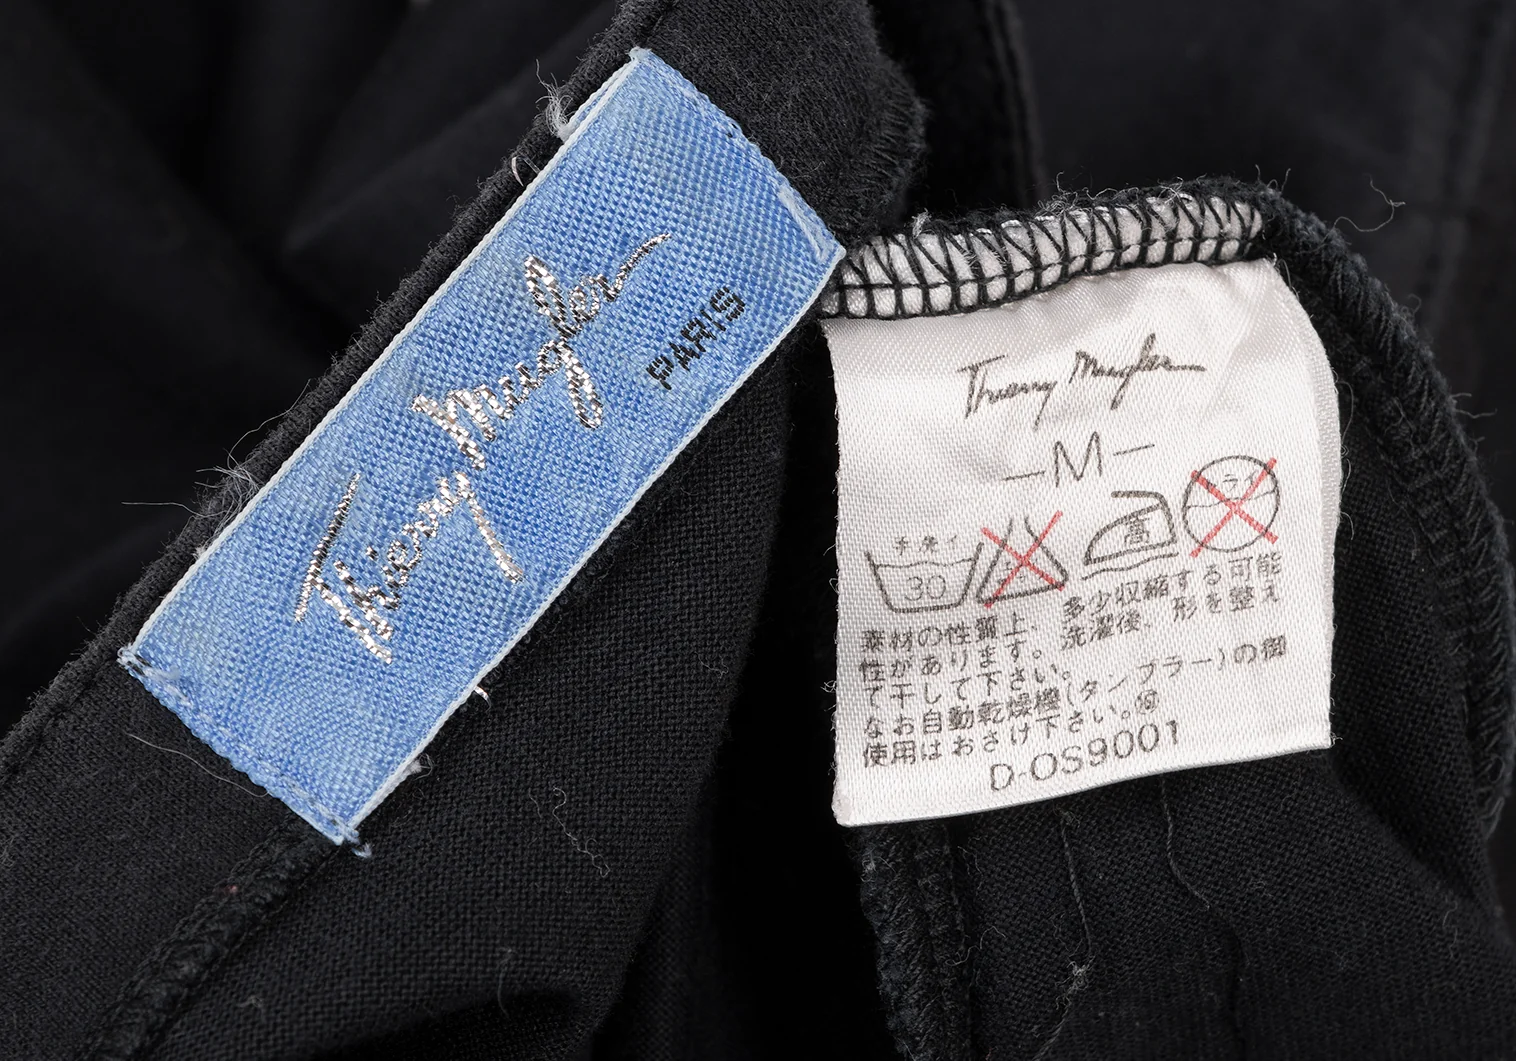 Thierry Mugler
PARIS
Thierry Mugler
-M-
手洗イ
30
高
素材の性質上、多少収縮する可能
性があります。洗濯後、形を整え
て干して下さい。
なお自動乾燥機(タンブラー)の御
使用はおさけ下さい。
D-OS9001